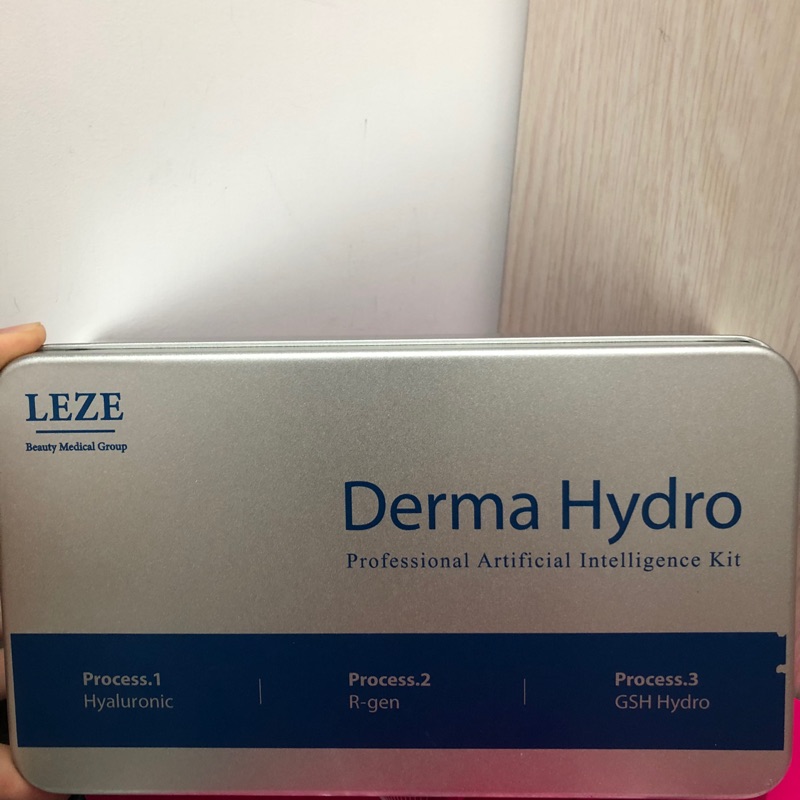 LEZE
Beauty Medical Group
Derma Hydro
Professional Artificial Intelligence Kit
Process.1
Hyaluronic
Process.2
R-gen
Process.3
GSH Hydro